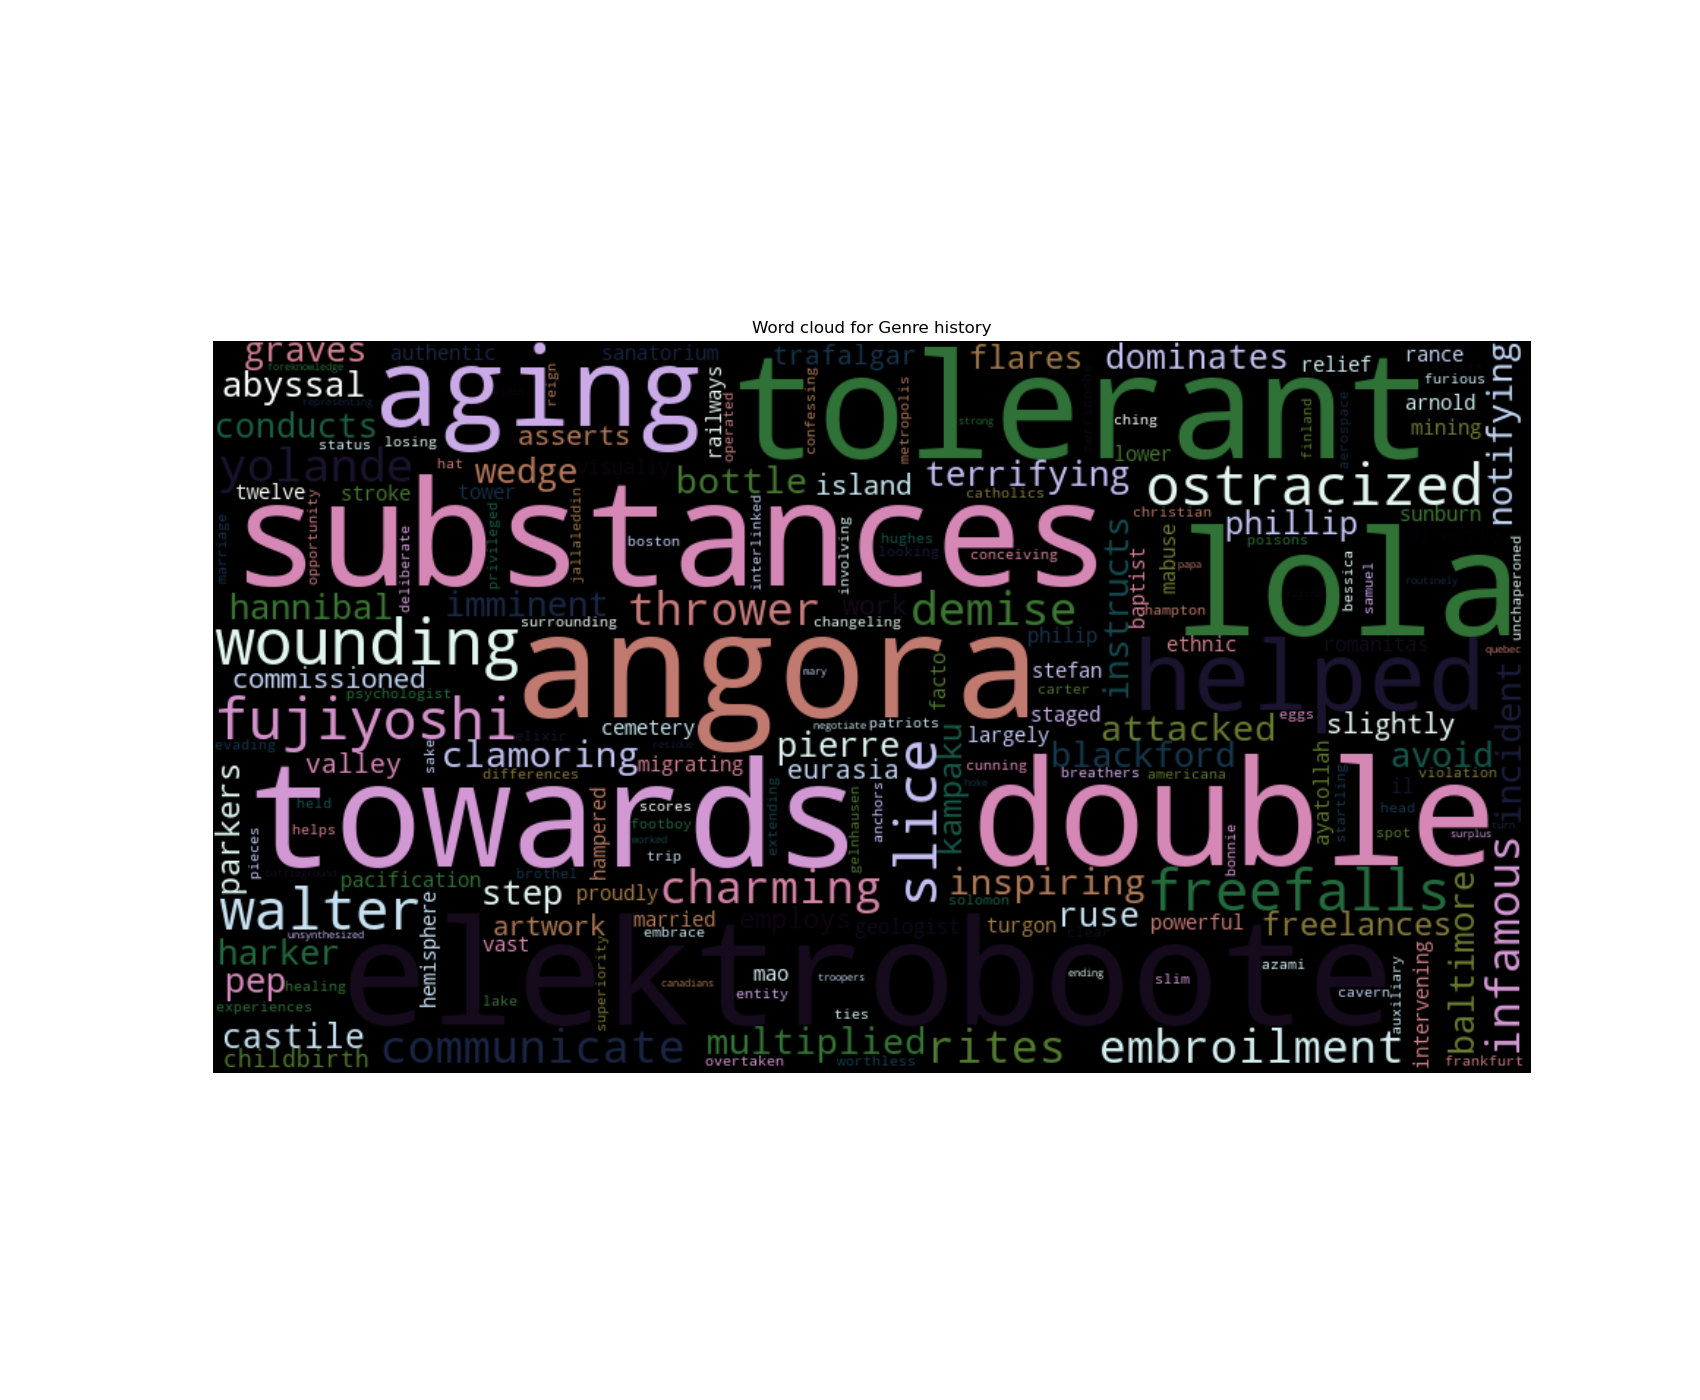 Word cloud for Genre history
graves
authentic
aging
sanatorium
trafalgar
flares
dominates
relief
rance
notifying
foreknowledge
abyssal
reign
railways
tolerant
furious
representing
operated
confessing
metropolis
arnold
conducts
asserts
strong
ching
finland
aerospace
mining
status
losing
lower
yolande
hat
wedge
visually
bottle
island
terrifying
ostracized
twelve
stroke
tower
catholics
christian
phillip
sunburn
marriage
opportunity
substances
privileged
jallaleddin
interlinked
involving
boston
hughes
looking
conceiving
instructs
baptist
mabuse
poisons
lola
papa
bessica
samuel
routinely
unchaperoned
deliberate
hannibal
imminent
thrower
work
demise
hampton
surrounding
changeling
wounding
angora
philip
ethnic
romanitas
quebec
helped
commissioned
mary
facto
stefan
psychologist
carter
incident
fujiyoshi
cemetery
negotiate
patriots
staged
eggs
attacked
slightly
evading
elixir
residue
largely
sake
clamoring
pierre
kampaku
blackford
avoid
valley
differences
migrating
eurasia
slice
cunning
breathers
americana
ayatollah
startling
violation
il
hoke
parkers
towards
double
held
hampered
scores
extending
gelnhausen
anchors
head
helps
footboy
worked
bonnie
spot
surplus
turn
pieces
trip
battleground
brothel
pacification
step
proudly
charming
inspiring
freefalls
baltimore
infamous
walter
solomon
hemisphere
artwork
married
employs
geologist
turgon
ruse
powerful
freelances
unsynthesized
embrace
clear
harker
vast
superiority
elektroboote
intervening
pep
healing
mao
troopers
ending
slim
azami
canadians
entity
cavern
auxiliary
experiences
lake
ties
castile
communicate
multiplied
rites
embroilment
childbirth
overtaken
worthless
frankfurt